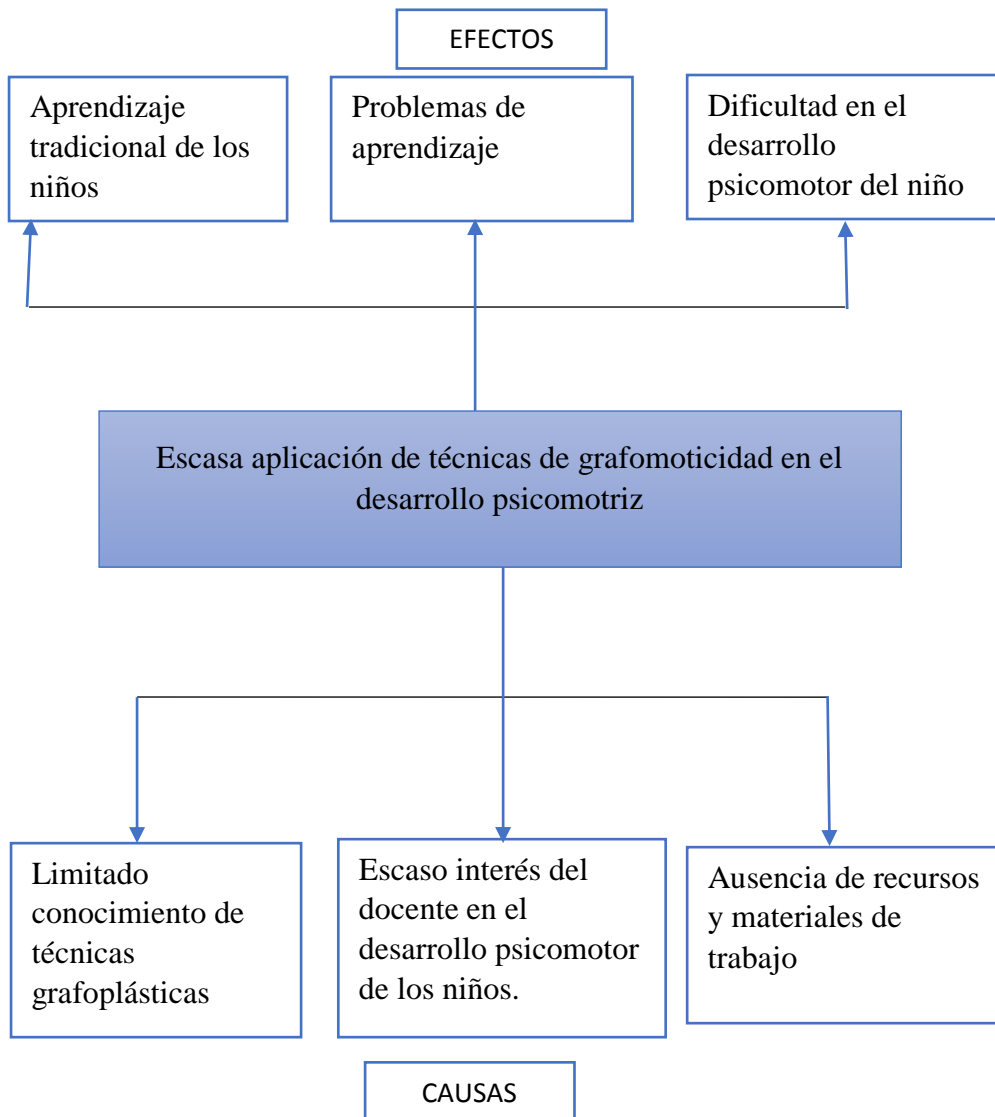 EFECTOS
Aprendizaje
tradicional de los
niños
Problemas de
aprendizaje
Dificultad en el
desarrollo
psicomotor del niño
Escasa aplicación de técnicas de grafomoticidad en el
desarrollo psicomotriz
Limitado
conocimiento de
técnicas
grafoplásticas
Escaso interés del
docente en el
desarrollo psicomotor
de los niños.
Ausencia de recursos
y materiales de
trabajo
CAUSAS